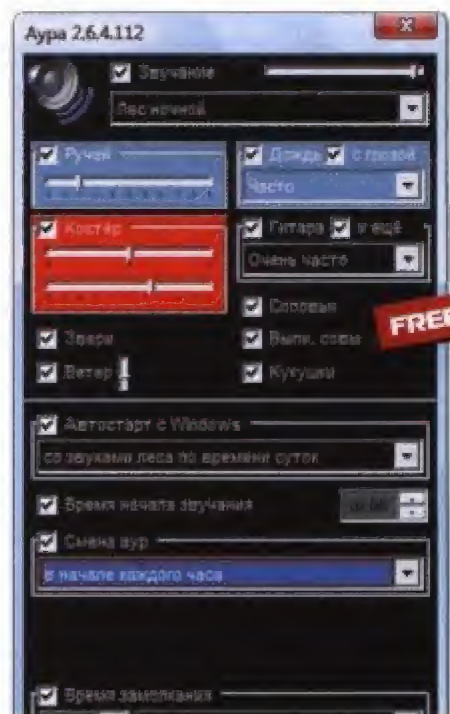 Аура 2.6.4.112
Звучание
Лес ночной
Ручей
Дождь с грозой
Часто
Костёр
Гитара и ещё
Очень часто
Соловьи
FREE
Звери
Вып. совы
Ветер
Кукушки
Автостарт с Windows
со звуками леса по времени суток
Время начала звучания
Смена аур
в начале каждого часа
Время замолкания